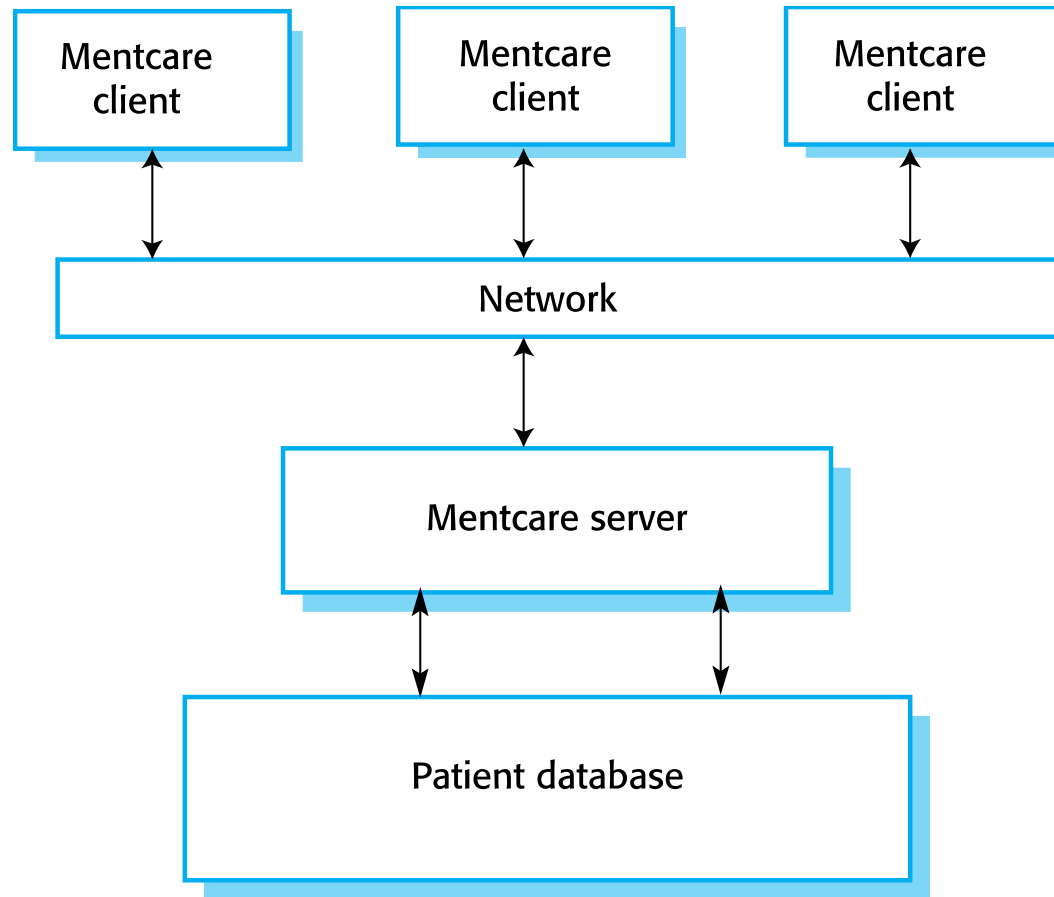 Mentcare
client
Mentcare
client
Mentcare
client
Network
Mentcare server
Patient database